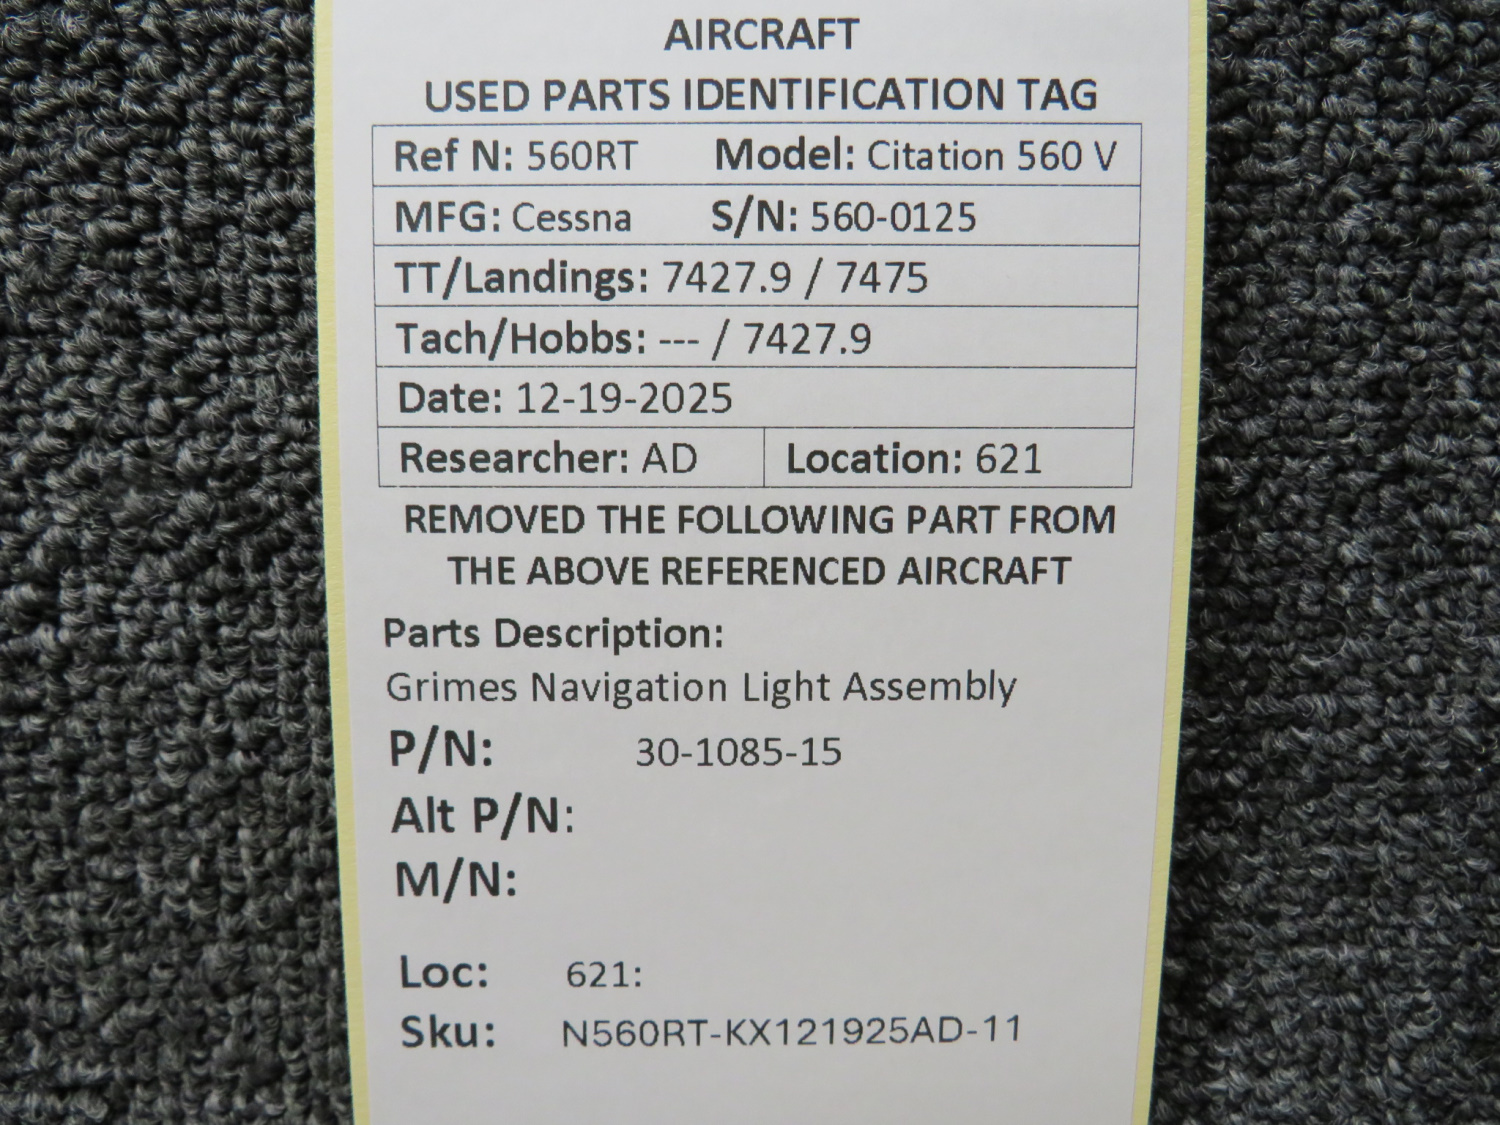 AIRCRAFT
USED PARTS IDENTIFICATION TAG
Ref N: 560RT Model: Citation 560 V
MFG: Cessna S/N: 560-0125
TT/Landings: 7427.9 / 7475
Tach/Hobbs: --- / 7427.9
Date: 12-19-2025
Researcher: AD Location: 621
REMOVED THE FOLLOWING PART FROM
THE ABOVE REFERENCED AIRCRAFT
Parts Description:
Grimes Navigation Light Assembly
P/N: 30-1085-15
Alt P/N:
M/N:
Loc: 621:
Sku: N560RT-KX121925AD-11